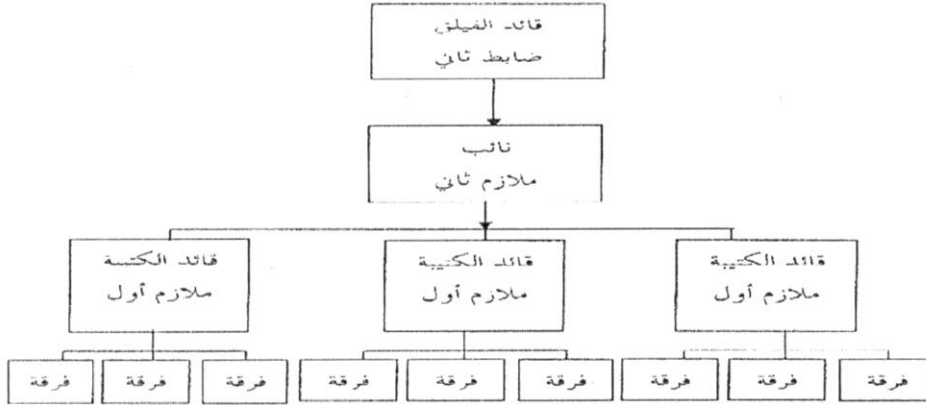 قائد الفيلق
ضابط ثاني
نائب
ملازم ثاني
قائد الكتيبة
ملازم أول
قائد الكتيبة
ملازم أول
قائد الكتسة
ملازم أول
فرقة
فرقة
فرقة
فرقة
فرقة
فرقة
فرقة
فرقة
فرقة